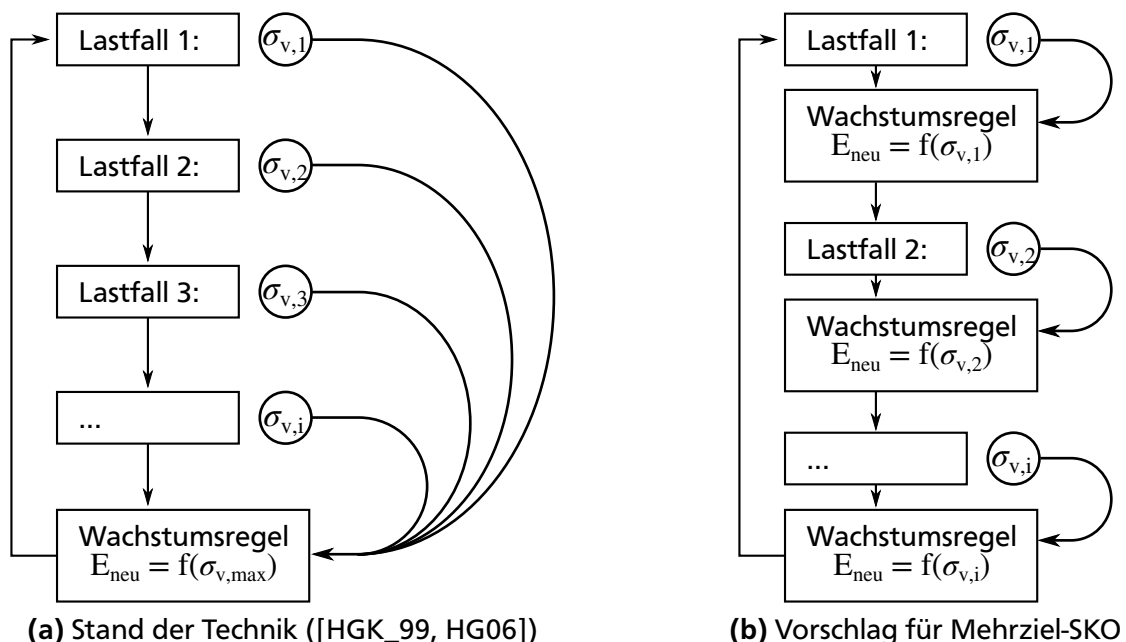 Lastfall 1:
σv,1
Lastfall 2:
σv,2
Lastfall 3:
σv,3
...
σv,i
Wachstumsregel
Eneu = f(σv,max)
(a) Stand der Technik ([HGK_99, HG06])
Lastfall 1:
σv,1
Wachstumsregel
Eneu = f(σv,1)
Lastfall 2:
σv,2
Wachstumsregel
Eneu = f(σv,2)
...
σv,i
Wachstumsregel
Eneu = f(σv,i)
(b) Vorschlag für Mehrziel-SKO